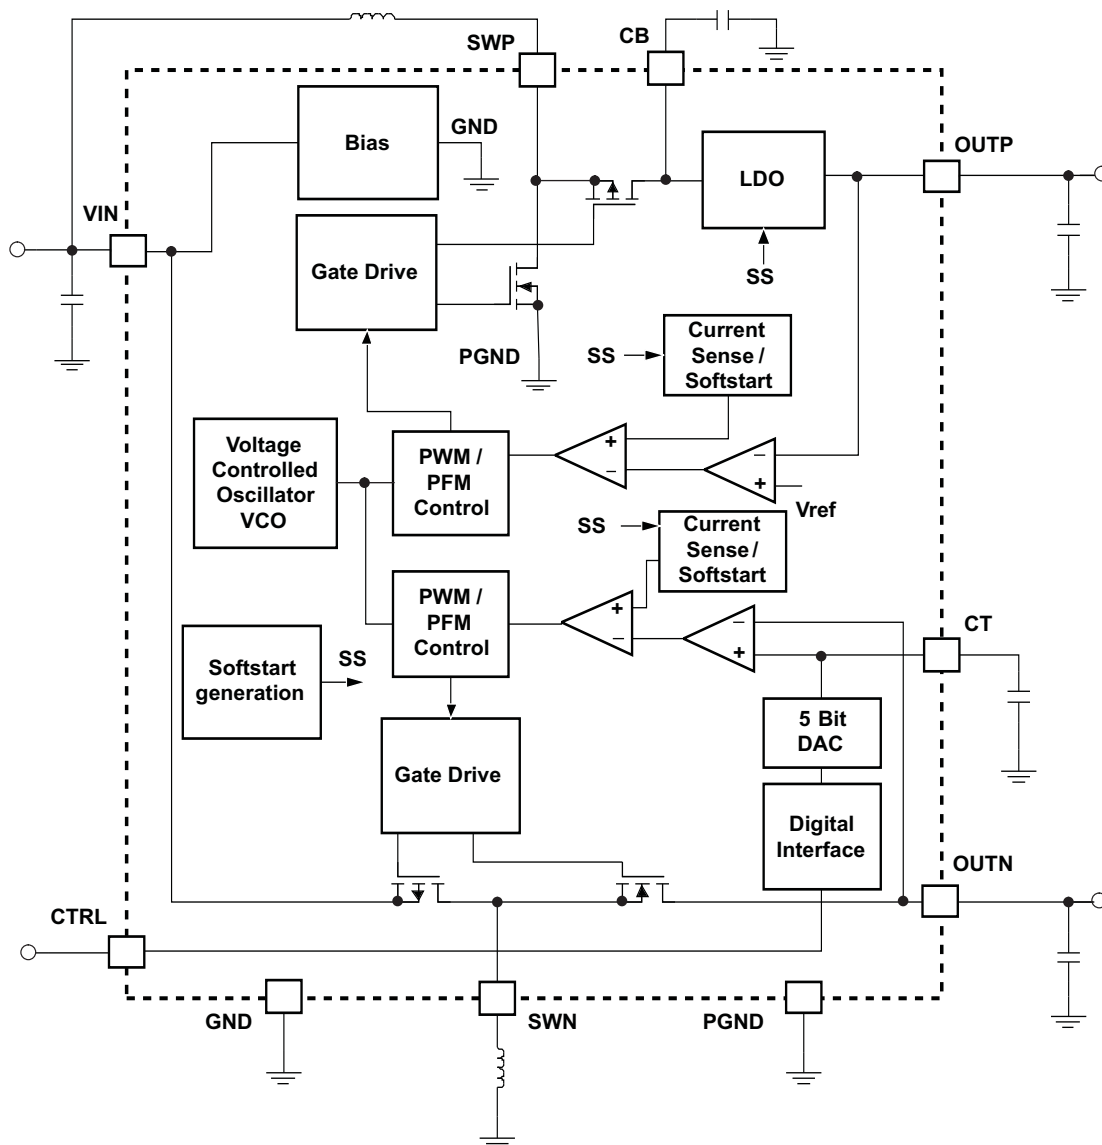 SWP
CB
Bias
GND
LDO
OUTP
VIN
Gate Drive
SS
PGND
SS
Current
Sense /
Softstart
Voltage
Controlled
Oscillator
VCO
PWM /
PFM
Control
+
−
−
+
Vref
SS
Current
Sense /
Softstart
PWM /
PFM
Control
+
−
−
+
CT
Softstart
generation
SS
5 Bit
DAC
Gate Drive
Digital
Interface
OUTN
CTRL
GND
SWN
PGND